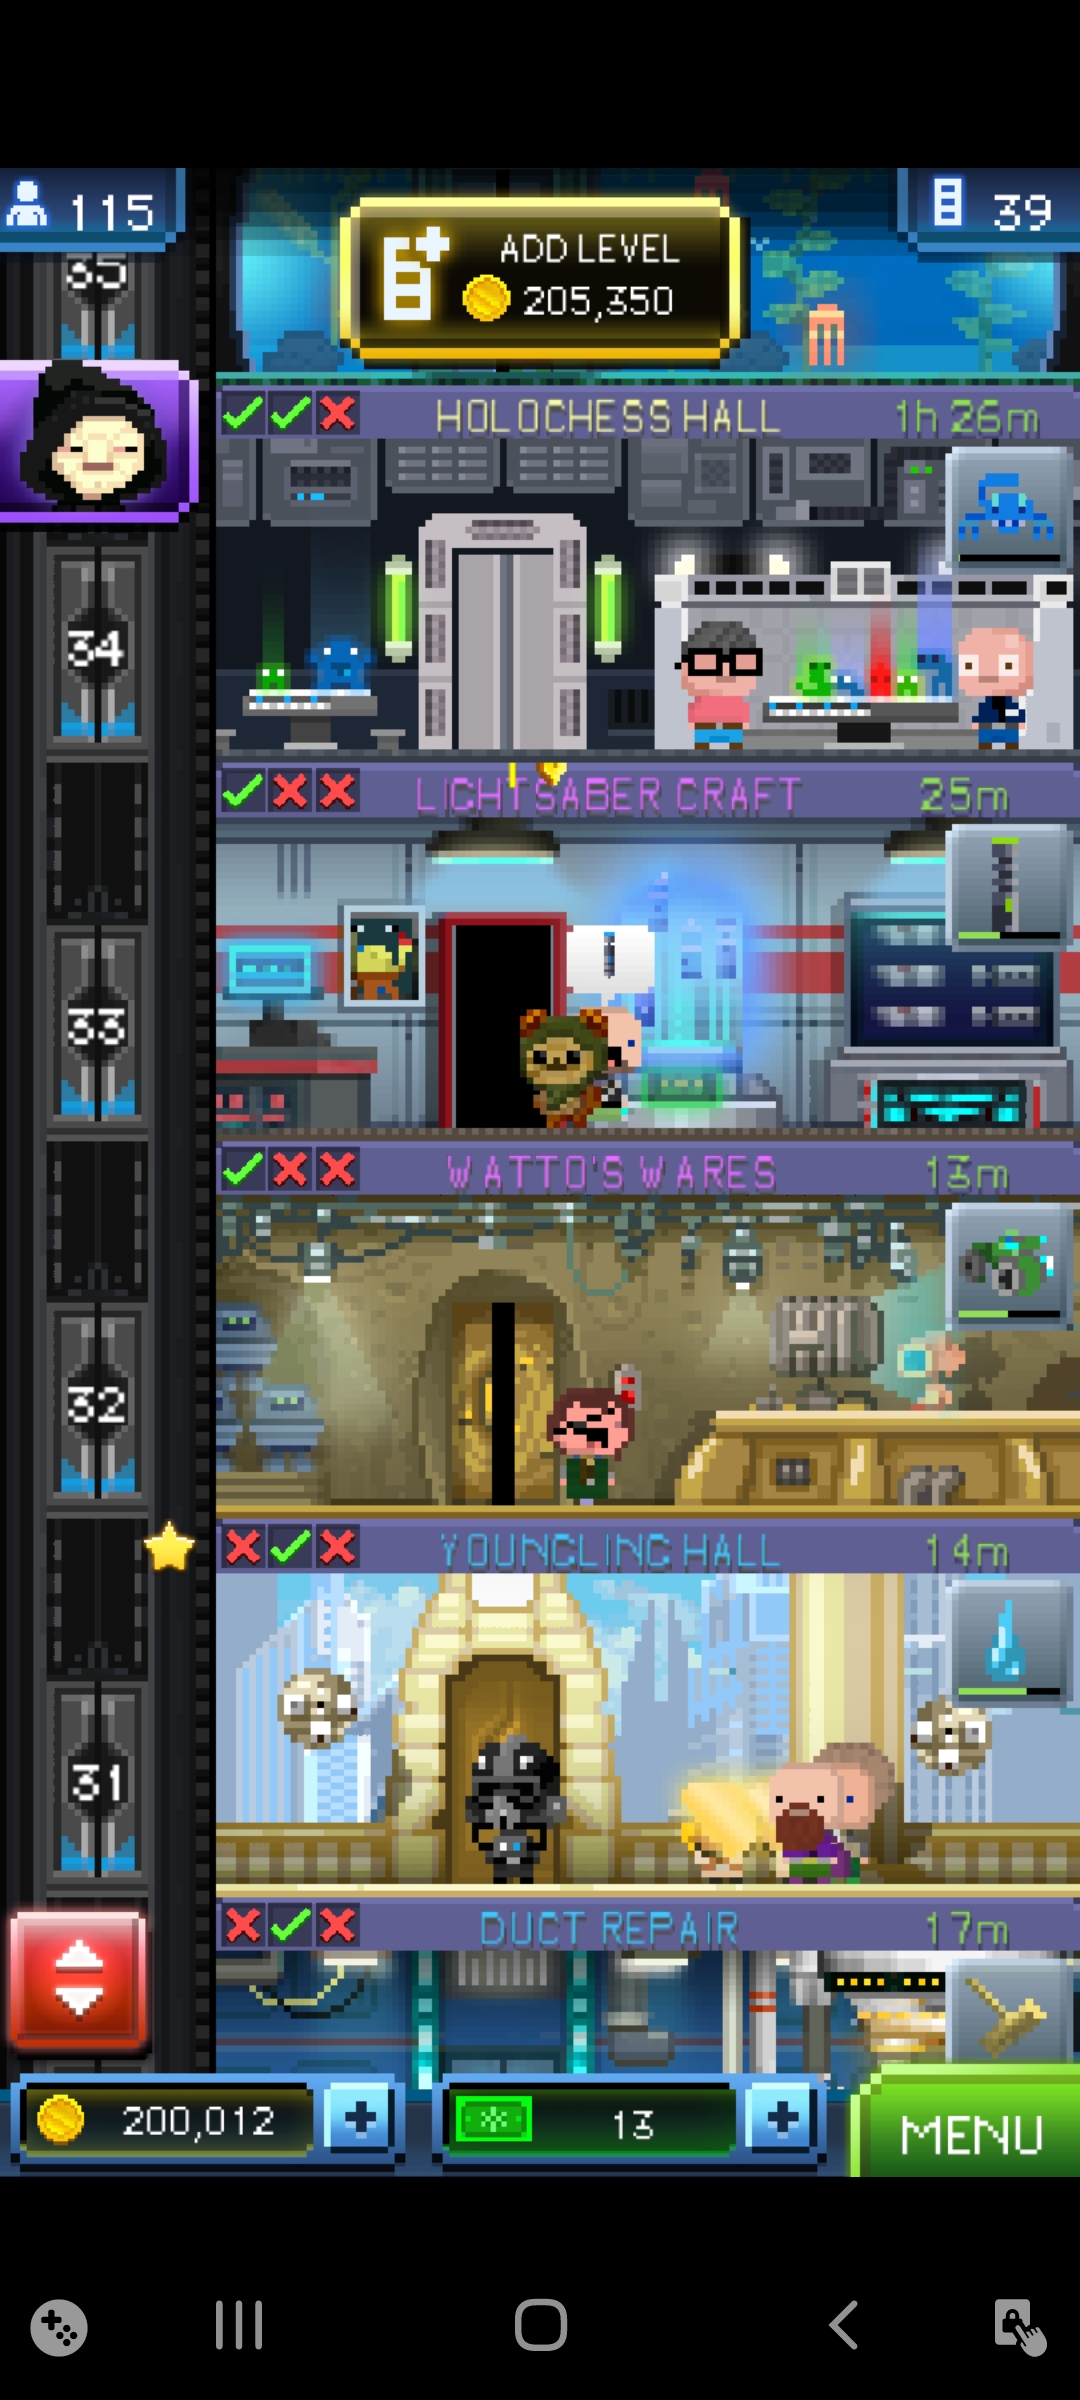 115
ADD LEVEL
205,350
39
35
HOLOCHESS HALL
1h 26m
34
LIGHTSABER CRAFT
25m
33
WATTO'S WARES
13m
32
YOUNGLING HALL
14m
31
DUCT REPAIR
17m
200,012
13
MENU